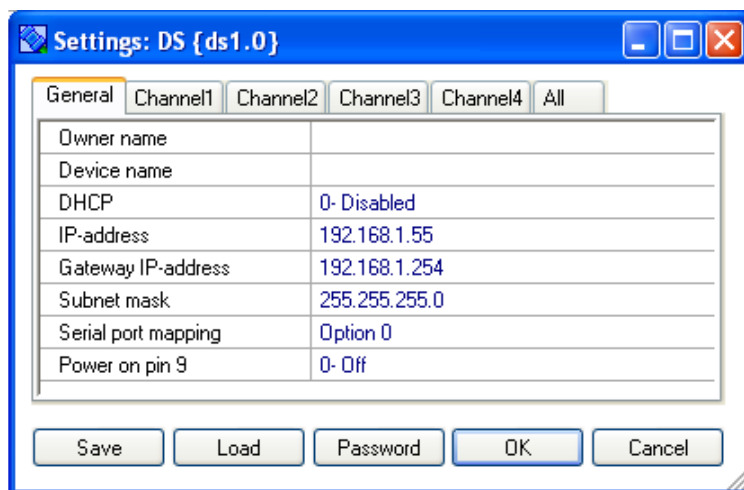 Settings: DS {ds1.0}
General Channel1 Channel2 Channel3 Channel4 All
Owner name
Device name
DHCP 0- Disabled
IP-address 192.168.1.55
Gateway IP-address 192.168.1.254
Subnet mask 255.255.255.0
Serial port mapping Option 0
Power on pin 9 0- Off
Save Load Password OK Cancel